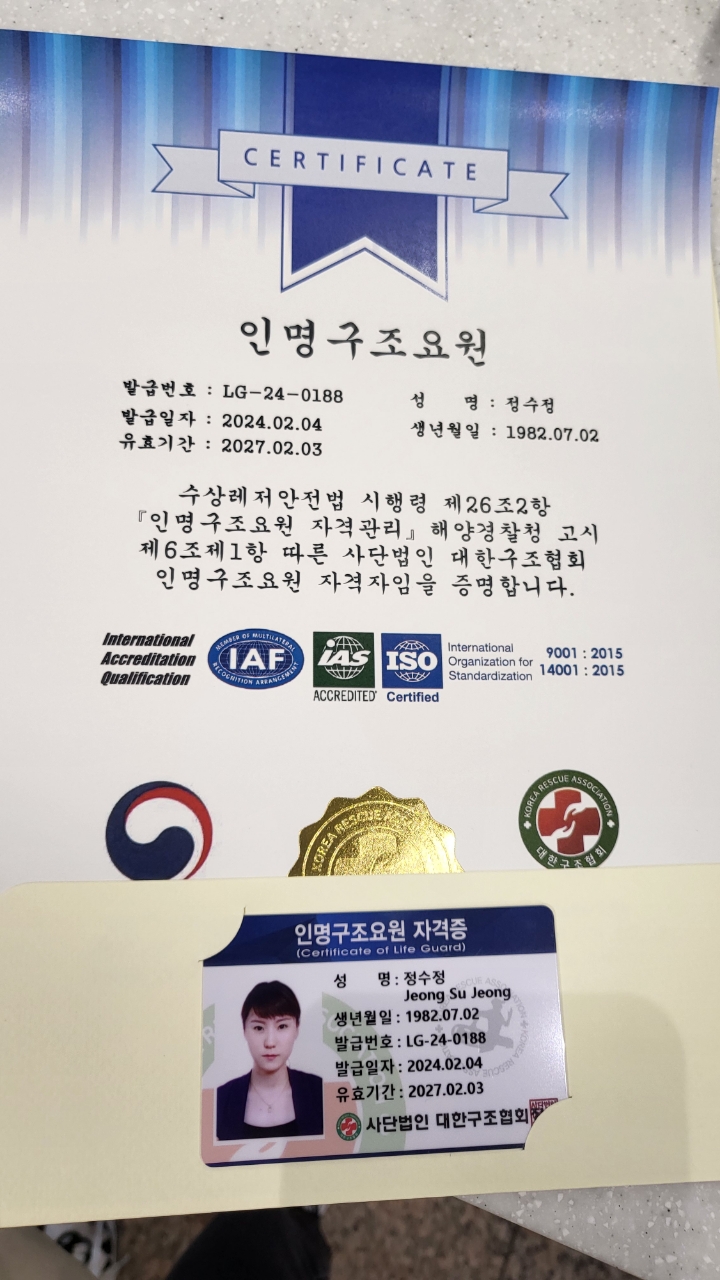 CERTIFICATE
인명구조요원
발급번호 : LG-24-0188
발급일자 : 2024.02.04
유효기간 : 2027.02.03
성 명 : 정수정
생년월일 : 1982.07.02
수상레저안전법 시행령 제26조2항
『인명구조요원 자격관리』 해양경찰청 고시
제6조제1항 따른 사단법인 대한구조협회
인명구조요원 자격자임을 증명합니다.
International
Accreditation
Qualification
MEMBER OF MULTILATERAL
IAF
RECOGNITION ARRANGEMENT
IAS
ACCREDITED
ISO
Certified
International
Organization for
Standardization
9001 : 2015
14001 : 2015
KOREA RESCUE ASS
KOREA RESCUE ASSOCIATION
대한구조협회
인명구조요원 자격증
(Certificate of Life Guard)
성 명 : 정수정
Jeong Su Jeong
생년월일 : 1982.07.02
발급번호 : LG-24-0188
발급일자 : 2024.02.04
유효기간 : 2027.02.03
사단법인 대한구조협회